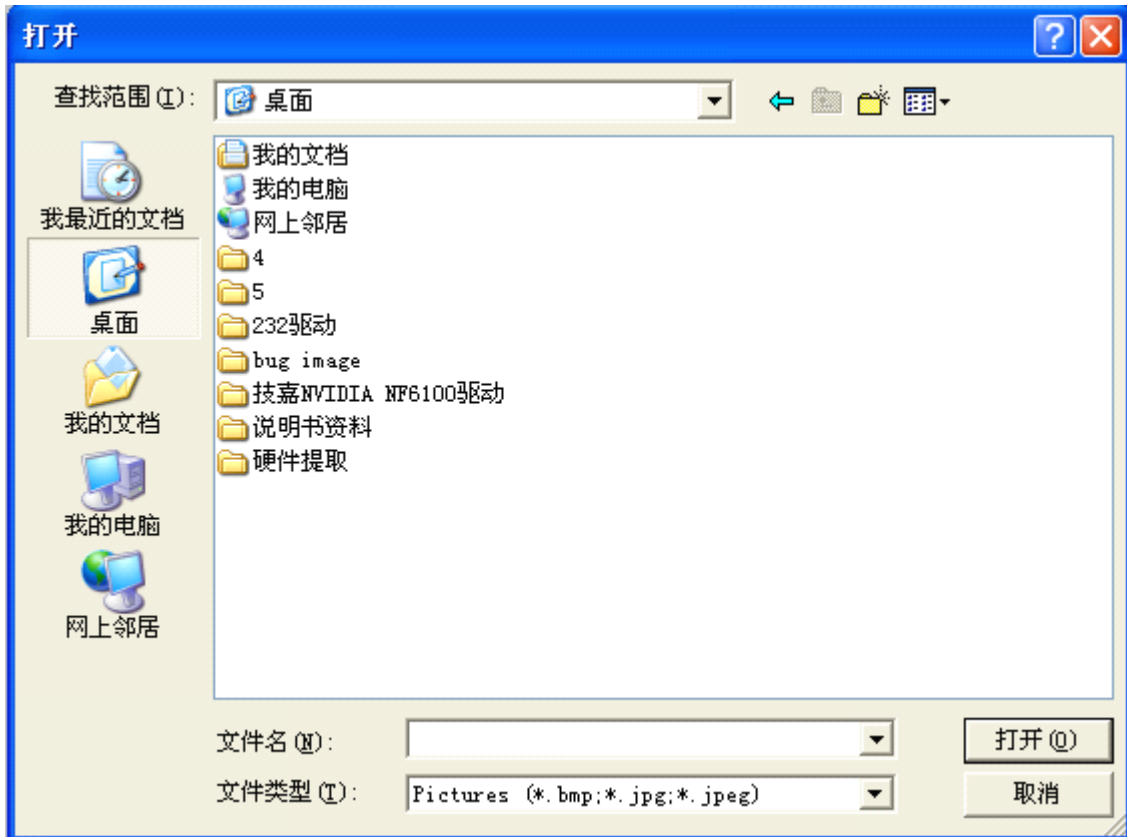 打开
查找范围(I):
桌面
我最近的文档
桌面
我的文档
我的电脑
网上邻居
我的文档
我的电脑
网上邻居
4
5
232驱动
bug image
技嘉NVIDIA NF6100驱动
说明书资料
硬件提取
文件名(N):
打开(O)
文件类型(T):
Pictures (*.bmp;*.jpg;*.jpeg)
取消